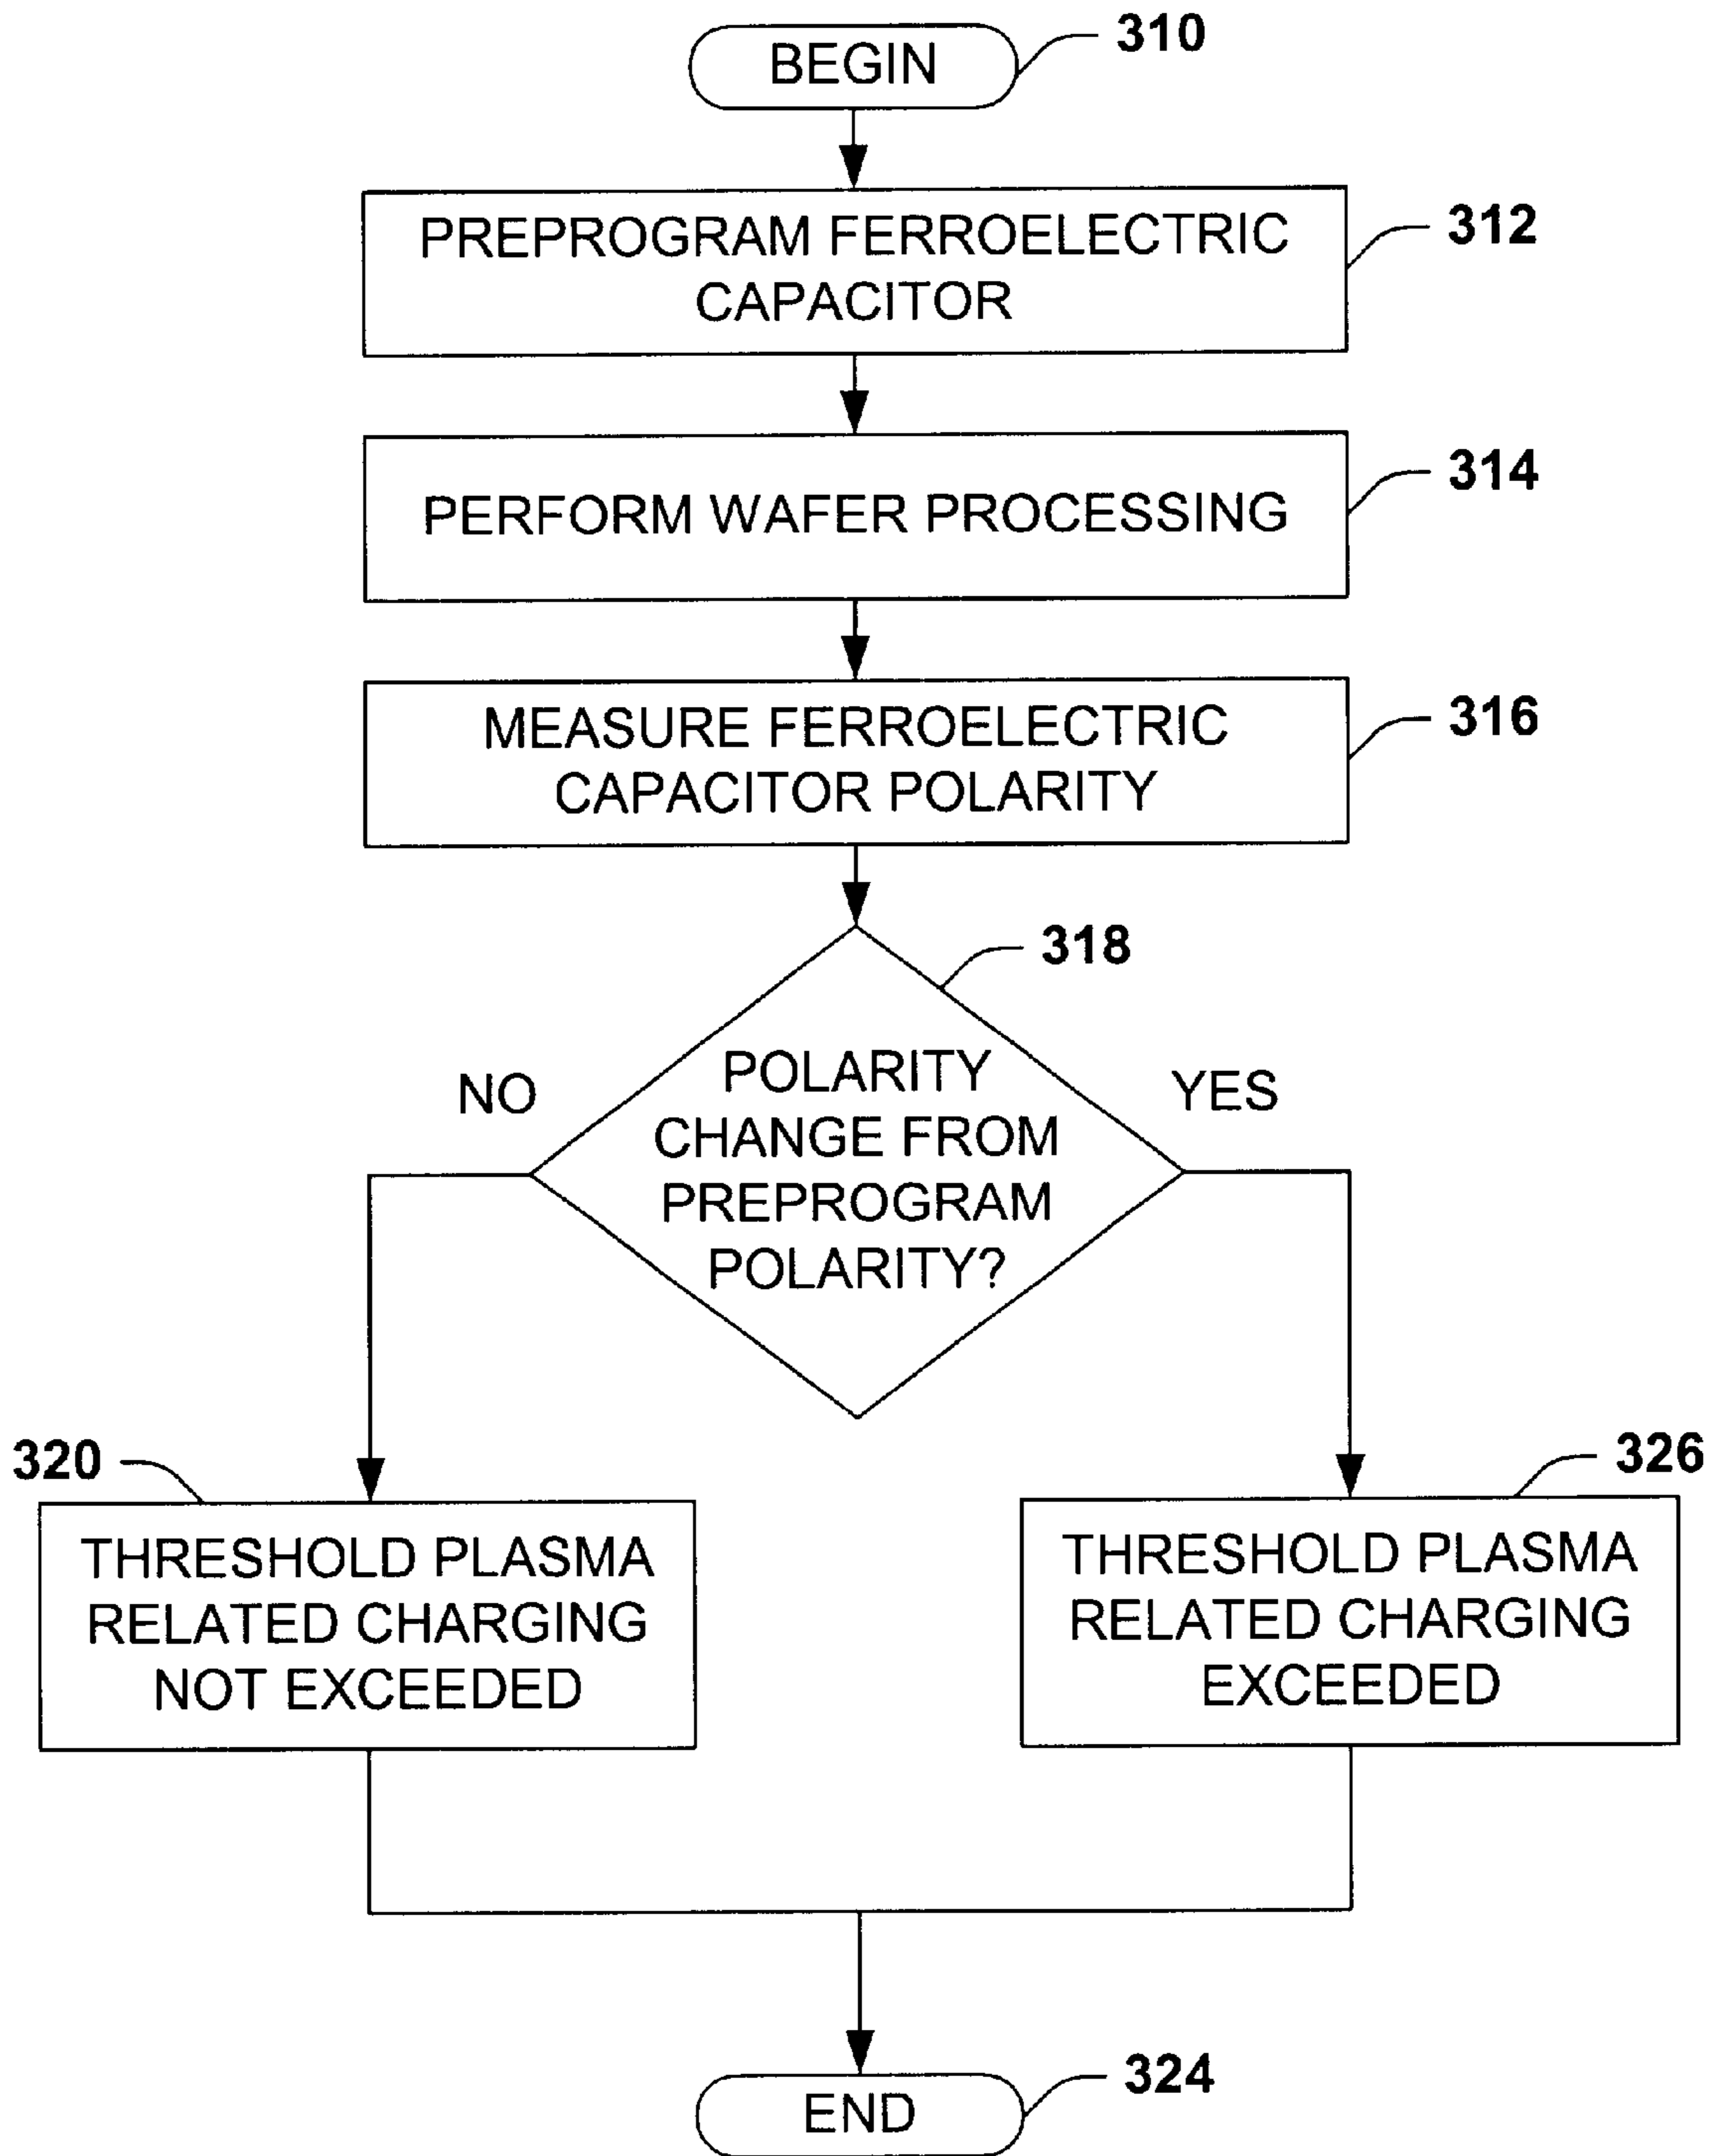 BEGIN
310
PREPROGRAM FERROELECTRIC
CAPACITOR
312
PERFORM WAFER PROCESSING
314
MEASURE FERROELECTRIC
CAPACITOR POLARITY
316
318
NO
POLARITY
CHANGE FROM
PREPROGRAM
POLARITY?
YES
320
THRESHOLD PLASMA
RELATED CHARGING
NOT EXCEEDED
326
THRESHOLD PLASMA
RELATED CHARGING
EXCEEDED
END
324